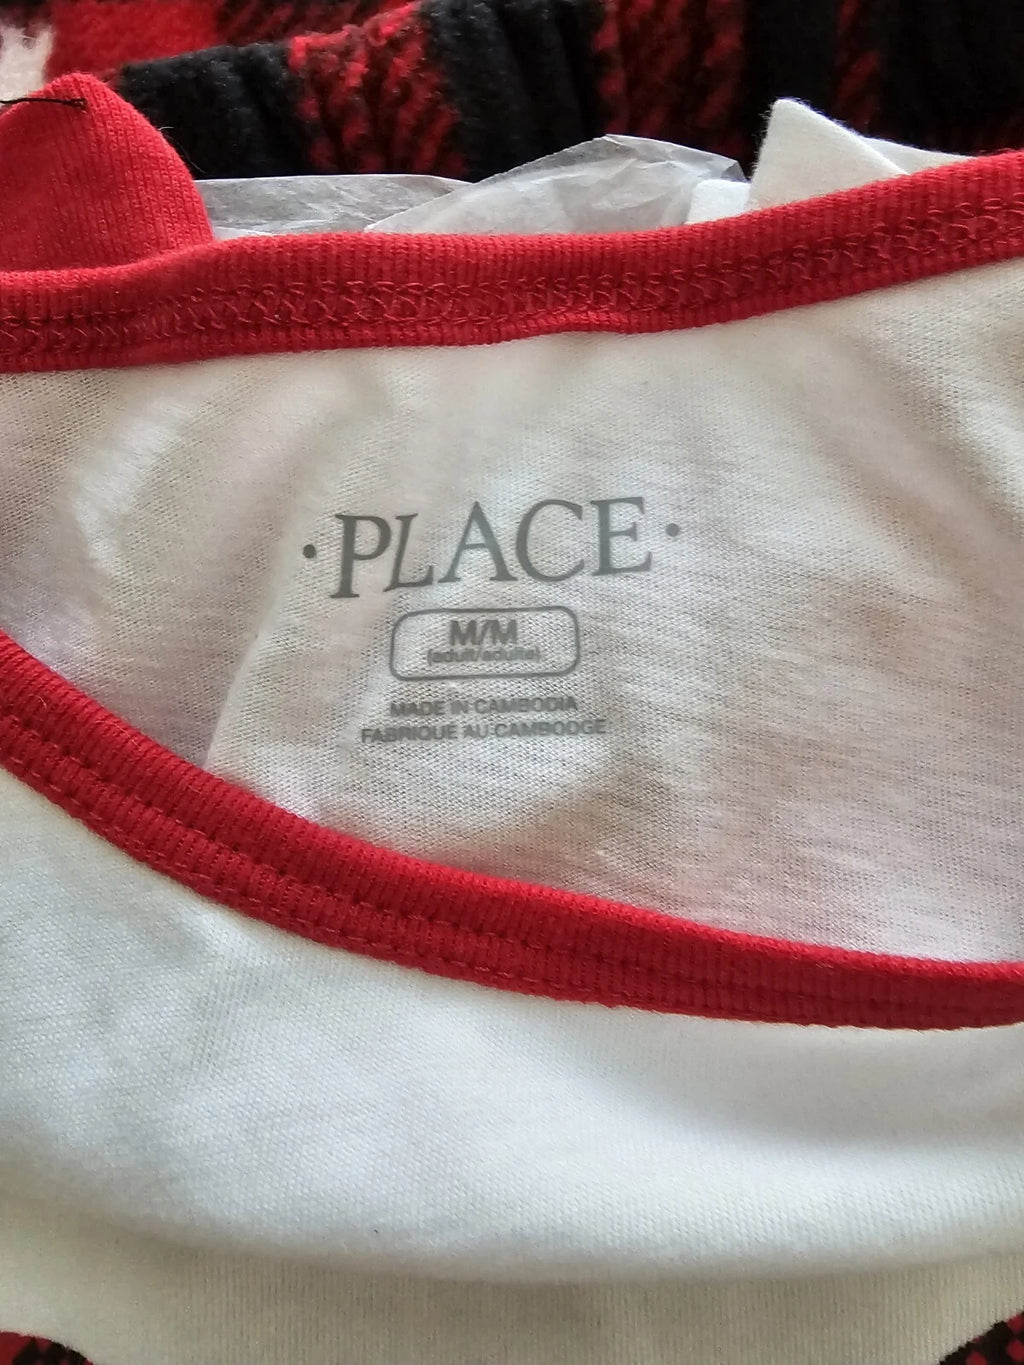 ·PLACE·
M/M
(adult/adulte)
MADE IN CAMBODIA
FABRIQUE AU CAMBODGE